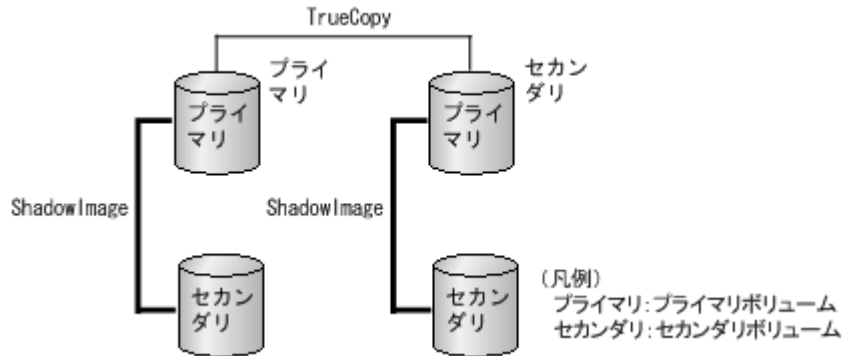 TrueCopy
プライ
マリ
セカン
ダリ
プライ
マリ
プライ
マリ
ShadowImage
ShadowImage
セカン
ダリ
セカン
ダリ
(凡例)
プライマリ:プライマリボリューム
セカンダリ:セカンダリボリューム